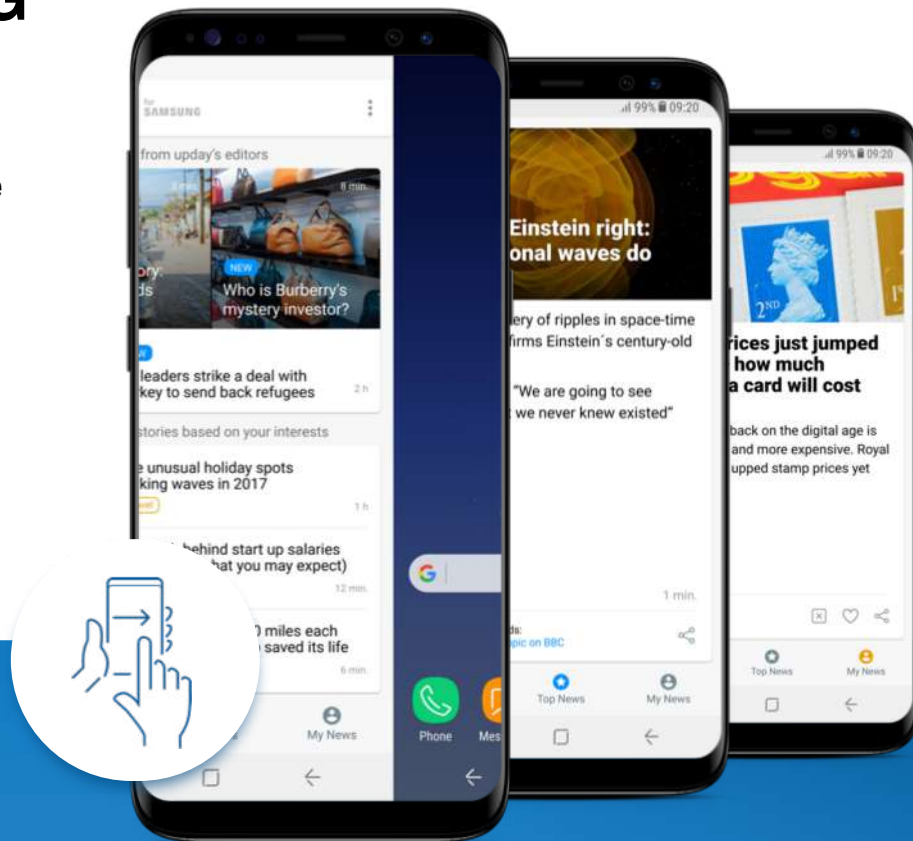 G
e
for
SAMSUNG
from upday's editors
8 min.
ory:
ds
NEW
Who is Burberry's
mystery investor?
leaders strike a deal with
key to send back refugees
2 h
stories based on your interests
e unusual holiday spots
king waves in 2017
1 h
behind start up salaries
hat you may expect)
12 min.
0 miles each
saved its life
6 min.
My News
Phone
Mes
99% 09:20
Einstein right:
onal waves do
ery of ripples in space-time
firms Einstein´s century-old
"We are going to see
we never knew existed"
1 min.
ds:
pic on BBC
Top News
My News
99% 09:20
2ND
1S
rices just jumped
how much
a card will cost
back on the digital age is
and more expensive. Royal
upped stamp prices yet
Top News
My News